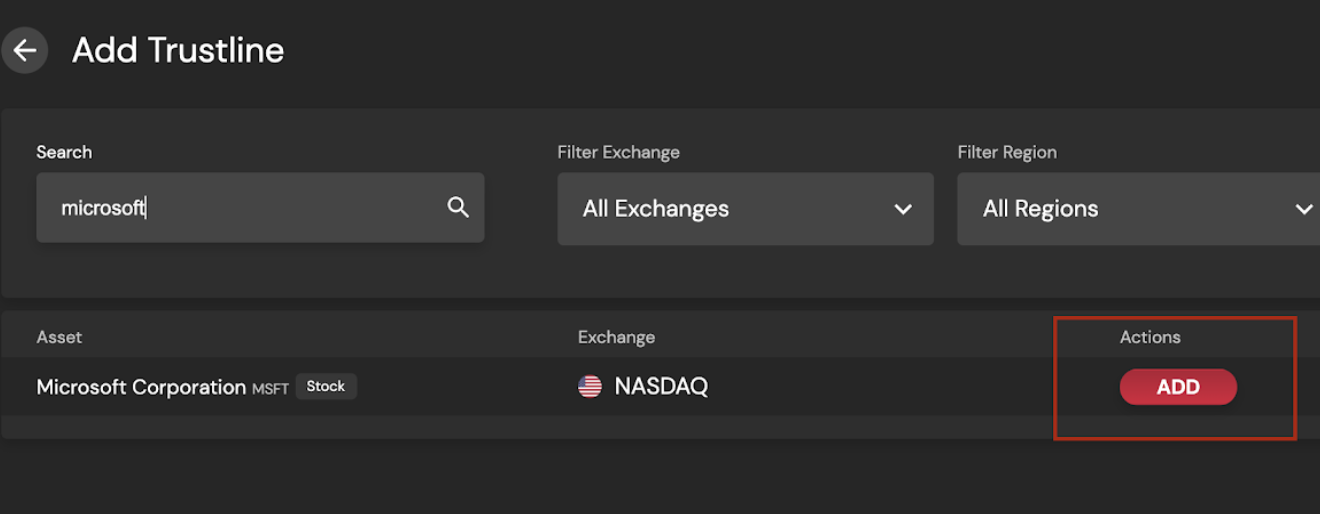 Add Trustline
Search
Filter Exchange
Filter Region
microsoft
All Exchanges
All Regions
Asset
Exchange
Actions
Microsoft Corporation MSFT Stock
NASDAQ
ADD